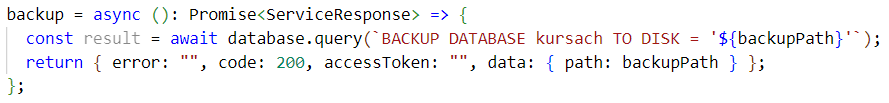 backup = async (): Promise<ServiceResponse> => {
  const result = await database.query(`BACKUP DATABASE kursach TO DISK = '${backupPath}'`);
  return { error: "", code: 200, accessToken: "", data: { path: backupPath } };
};